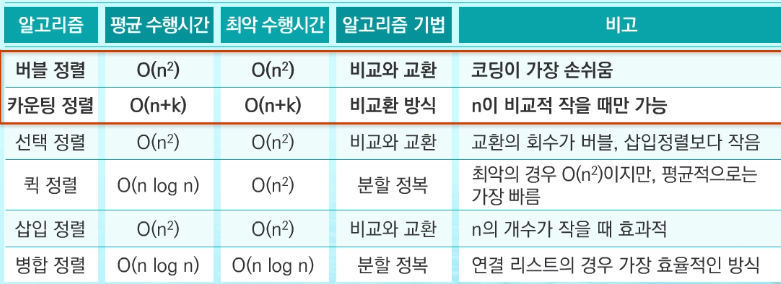 알고리즘 평균 수행시간 최악 수행시간 알고리즘 기법 비고
버블 정렬 O(n²) O(n²) 비교와 교환 코딩이 가장 손쉬움
카운팅 정렬 O(n+k) O(n+k) 비교환 방식 n이 비교적 작을 때만 가능
선택 정렬 O(n²) O(n²) 비교와 교환 교환의 회수가 버블, 삽입정렬보다 작음
퀵 정렬 O(n log n) O(n²) 분할 정복 최악의 경우 O(n²)이지만, 평균적으로는
가장 빠름
삽입 정렬 O(n²) O(n²) 비교와 교환 n의 개수가 작을 때 효과적
병합 정렬 O(n log n) O(n log n) 분할 정복 연결 리스트의 경우 가장 효율적인 방식